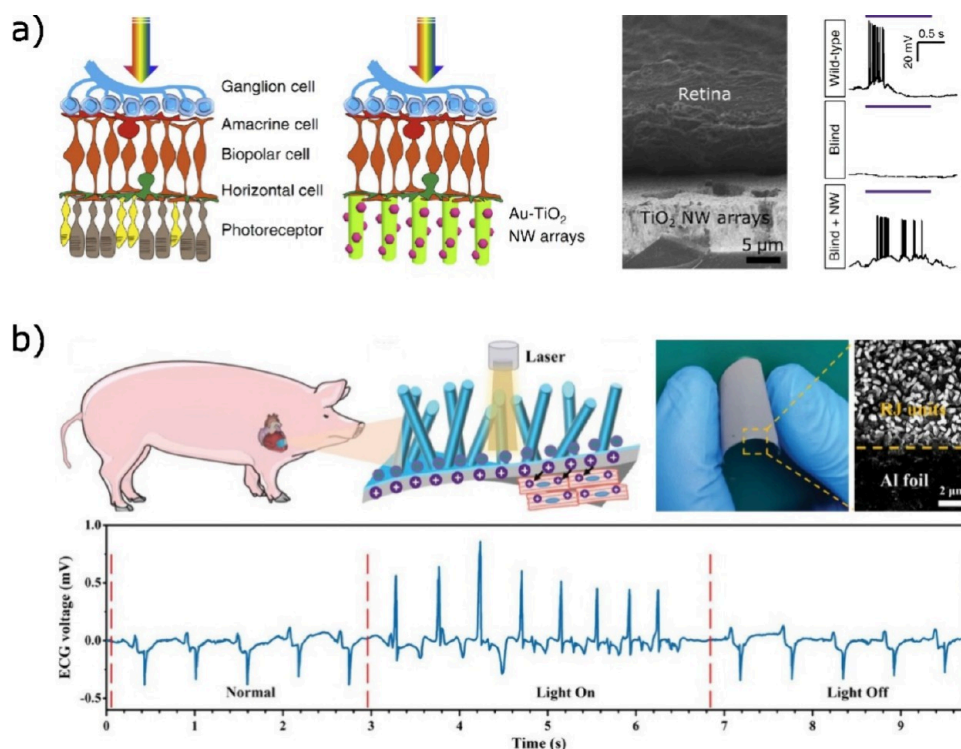 a)
Ganglion cell
Amacrine cell
Biopolar cell
Horizontal cell
Photoreceptor
Au-TiO₂
NW arrays
Retina
TiO₂ NW arrays
5 μm
Wild-type
Blind
Blind + NW
0.5 s
20 mV
b)
Laser
RJ units
Al foil
2 μm
ECG voltage (mV)
1.0
0.5
0.0
-0.5
Normal
Light On
Light Off
0
1
2
3
4
5
6
7
8
9
Time (s)